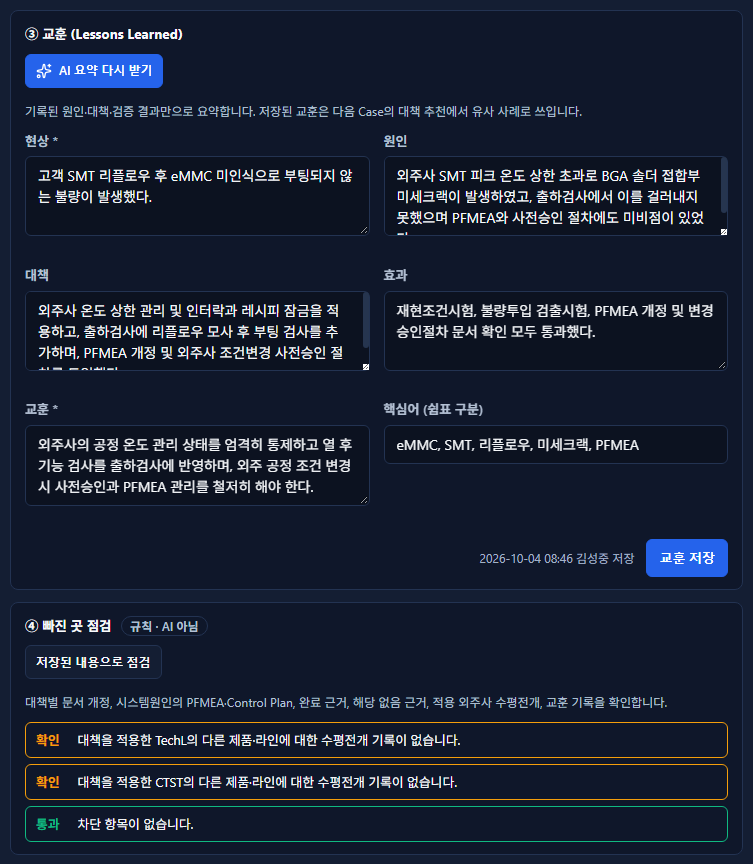 ③ 교훈 (Lessons Learned)
AI 요약 다시 받기
기록된 원인·대책·검증 결과만으로 요약합니다. 저장된 교훈은 다음 Case의 대책 추천에서 유사 사례로 쓰입니다.
현상 *
고객 SMT 리플로우 후 eMMC 미인식으로 부팅되지 않
는 불량이 발생했다.
원인
외주사 SMT 피크 온도 상한 초과로 BGA 솔더 접합부
미세크랙이 발생하였고, 출하검사에서 이를 걸러내지
못했으며 PFMEA와 사전승인 절차에도 미비점이 있었
대책
외주사 온도 상한 관리 및 인터락과 레시피 잠금을 적
용하고, 출하검사에 리플로우 모사 후 부팅 검사를 추
가하며, PFMEA 개정 및 외주사 조건변경 사전승인 절
효과
재현조건시험, 불량투입 검출시험, PFMEA 개정 및 변경
승인절차 문서 확인 모두 통과했다.
교훈 *
외주사의 공정 온도 관리 상태를 엄격히 통제하고 열 후
기능 검사를 출하검사에 반영하며, 외주 공정 조건 변경
시 사전승인과 PFMEA 관리를 철저히 해야 한다.
핵심어 (쉼표 구분)
eMMC, SMT, 리플로우, 미세크랙, PFMEA
2026-10-04 08:46 김성중 저장
교훈 저장
④ 빠진 곳 점검
규칙 · AI 아님
저장된 내용으로 점검
대책별 문서 개정, 시스템원인의 PFMEA·Control Plan, 완료 근거, 해당 없음 근거, 적용 외주사 수평전개, 교훈 기록을 확인합니다.
확인 대책을 적용한 TechL의 다른 제품·라인에 대한 수평전개 기록이 없습니다.
확인 대책을 적용한 CTST의 다른 제품·라인에 대한 수평전개 기록이 없습니다.
통과 차단 항목이 없습니다.